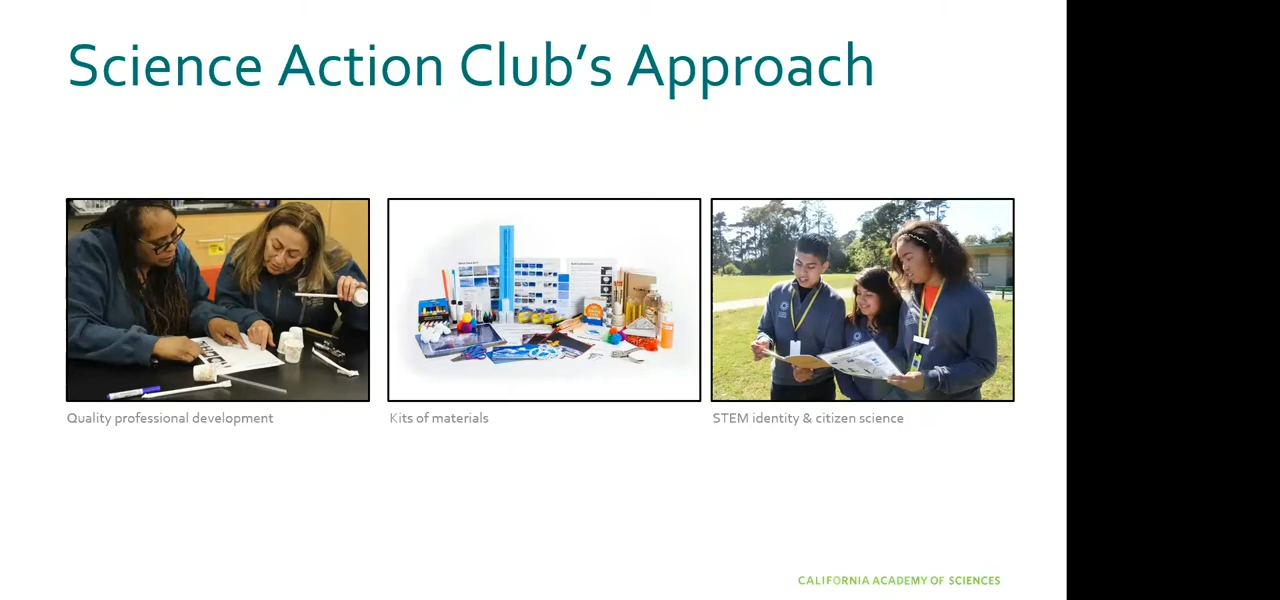 Science Action Club's Approach
Quality professional development
Kits of materials
STEM identity & citizen science
CALIFORNIA ACADEMY OF SCIENCES